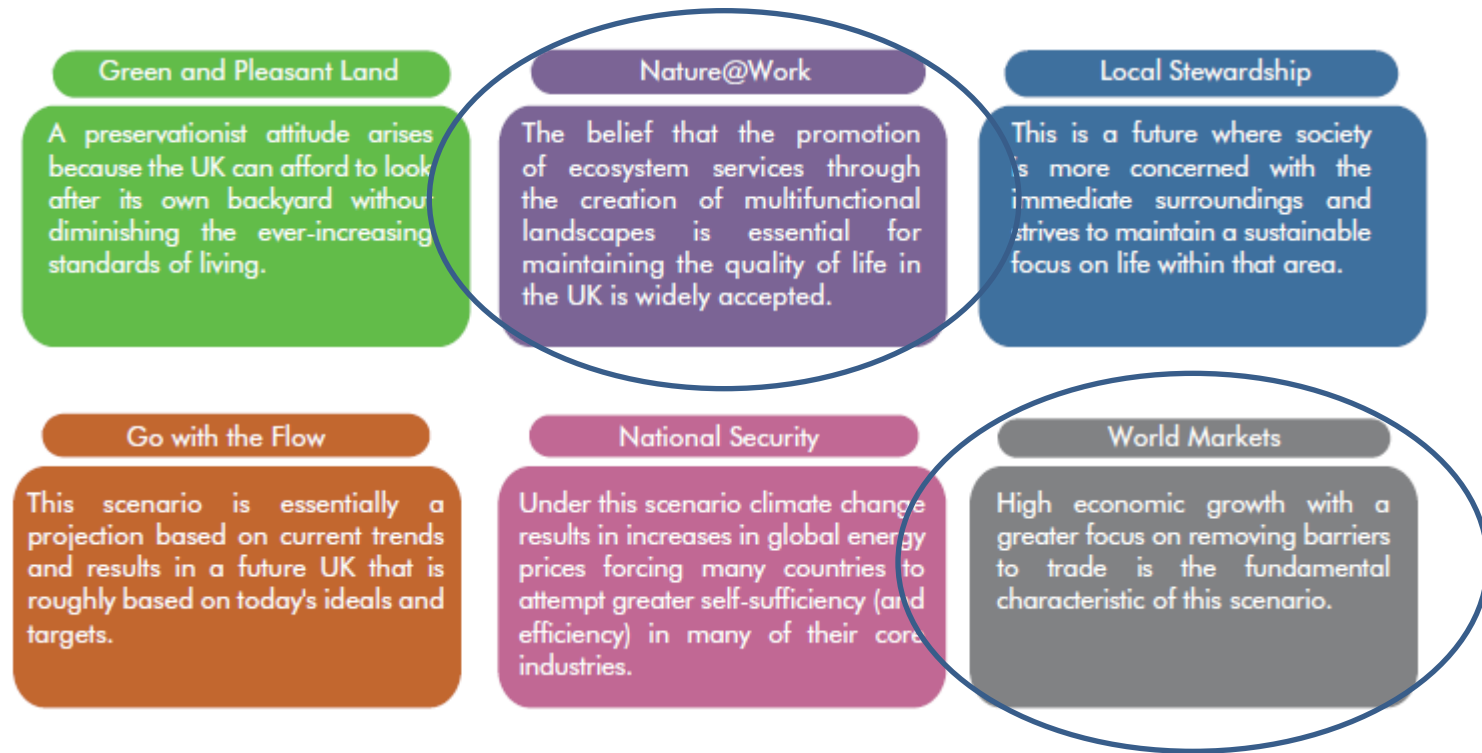 Green and Pleasant Land
A preservationist attitude arises
because the UK can afford to look
after its own backyard without
diminishing the ever-increasing
standards of living.
Nature@Work
The belief that the promotion
of ecosystem services through
the creation of multifunctional
landscapes is essential for
maintaining the quality of life in
the UK is widely accepted.
Local Stewardship
This is a future where society
is more concerned with the
immediate surroundings and
strives to maintain a sustainable
focus on life within that area.
Go with the Flow
This scenario is essentially a
projection based on current trends
and results in a future UK that is
roughly based on today's ideals and
targets.
National Security
Under this scenario climate change
results in increases in global energy
prices forcing many countries to
attempt greater self-sufficiency (and
efficiency) in many of their core
industries.
World Markets
High economic growth with a
greater focus on removing barriers
to trade is the fundamental
characteristic of this scenario.